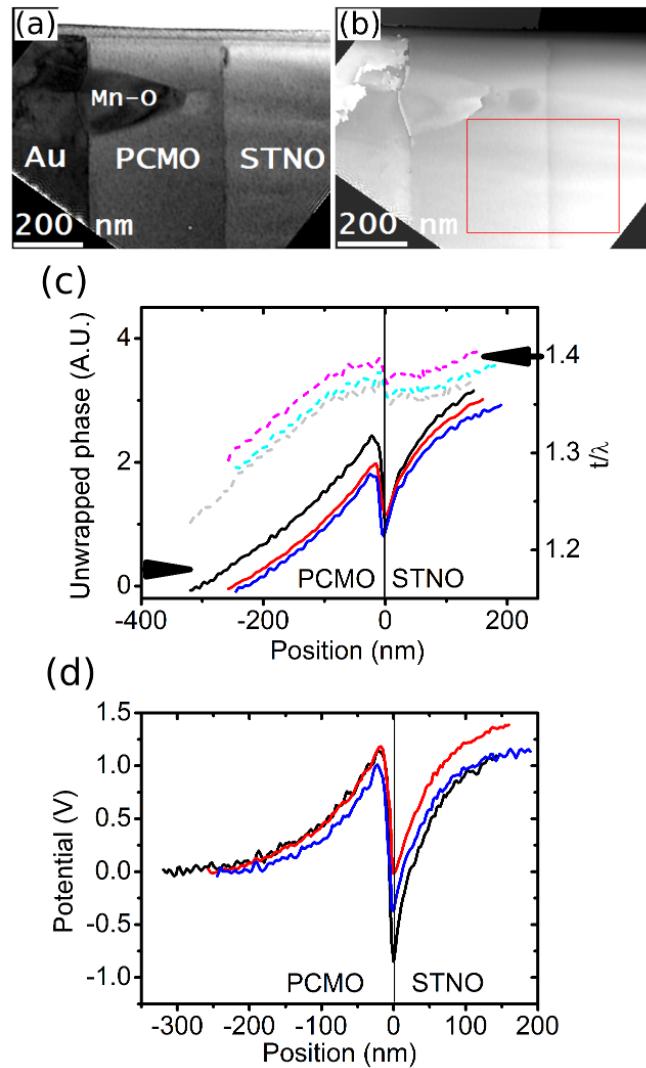 (a)
(b)
Mn-O
Au
PCMO
STNO
200 nm
200 nm
(c)
Unwrapped phase (A.U.)
4
2
0
1.4
1.3
1.2
t/λ
PCMO
STNO
-400
-200
0
200
Position (nm)
(d)
Potential (V)
1.5
1.0
0.5
0.0
-0.5
-1.0
PCMO
STNO
-300
-200
-100
0
100
200
Position (nm)